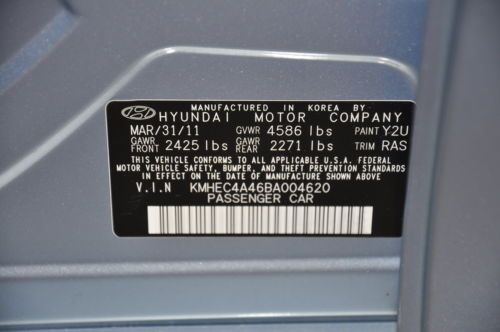 MANUFACTURED IN KOREA BY
HYUNDAI MOTOR COMPANY
MAR/31/11 GVWR 4586 lbs PAINT Y2U
GAWR FRONT 2425 lbs GAWR REAR 2271 lbs TRIM RAS
THIS VEHICLE CONFORMS TO ALL APPLICABLE U.S.A. FEDERAL
MOTOR VEHICLE SAFETY, BUMPER, AND THEFT PREVENTION
STANDARDS IN EFFECT ON THE DATE OF MANUFACTURE SHOWN ABOVE.
V.I.N KMHEC4A46BA004620
PASSENGER CAR